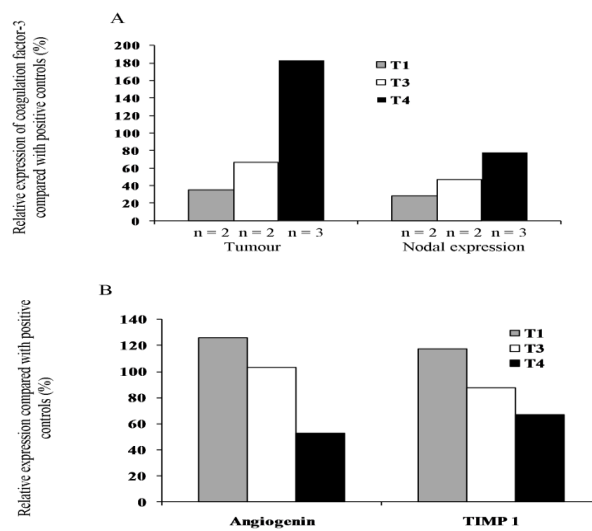 A
Relative expression of coagulation factor-3
compared with positive controls (%)
200
180
160
140
120
100
80
60
40
20
0
T1
T3
T4
n = 2 n = 2 n = 3 n = 2 n = 2 n = 3
Tumour Nodal expression
B
Relative expression compared with positive
controls (%)
140
120
100
80
60
40
20
0
T1
T3
T4
Angiogenin TIMP 1